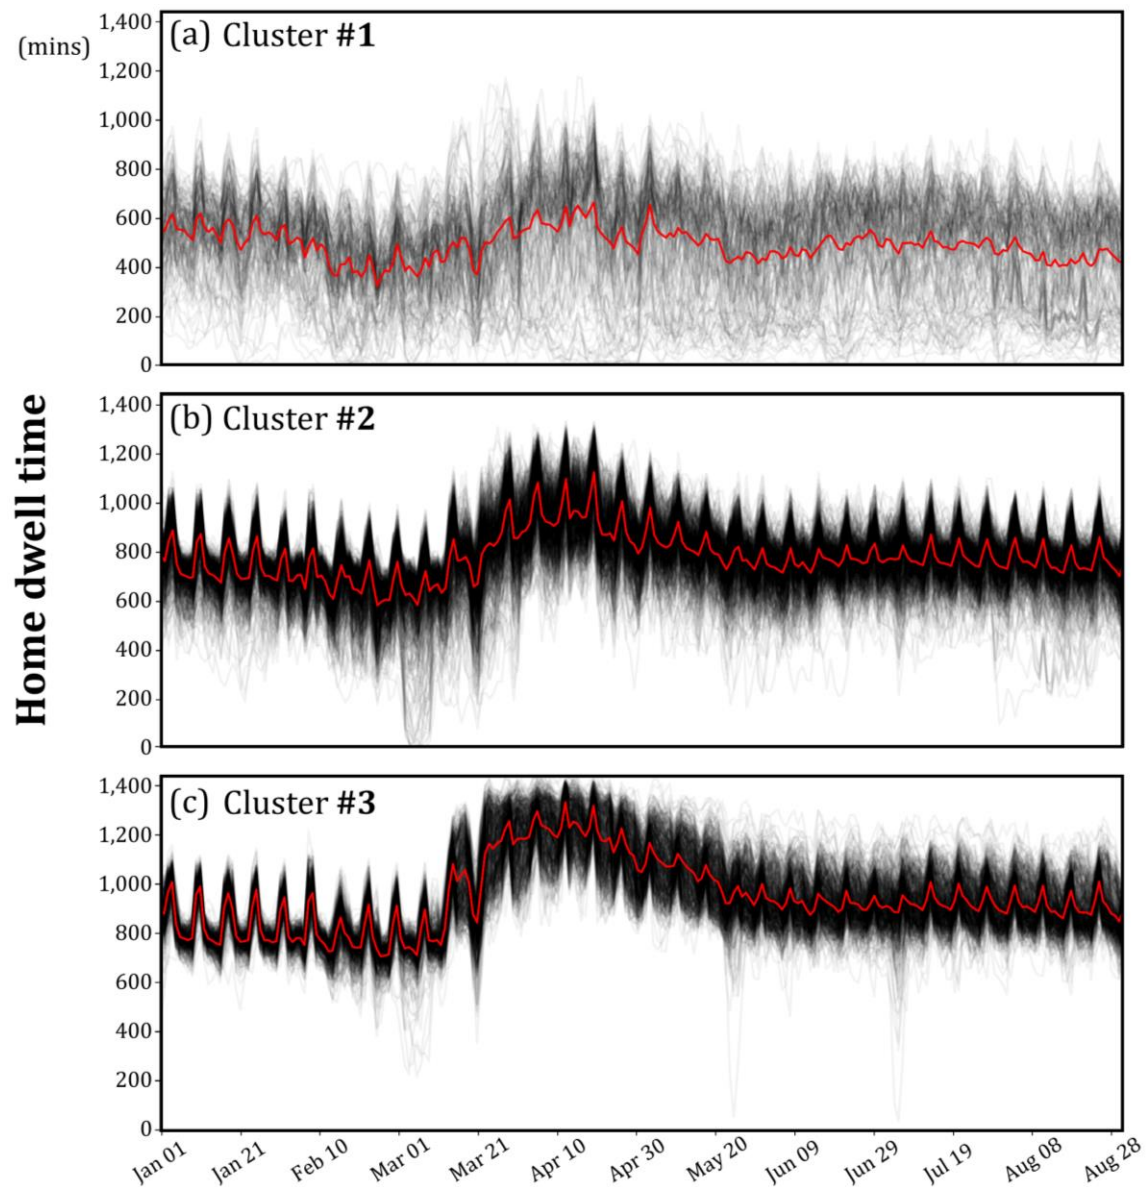 Home dwell time
(mins)
(a) Cluster #1
1,400
1,200
1,000
800
600
400
200
0
(b) Cluster #2
1,400
1,200
1,000
800
600
400
200
0
(c) Cluster #3
1,400
1,200
1,000
800
600
400
200
0
Jan 01
Jan 21
Feb 10
Mar 01
Mar 21
Apr 10
Apr 30
May 20
Jun 09
Jun 29
Jul 19
Aug 08
Aug 28